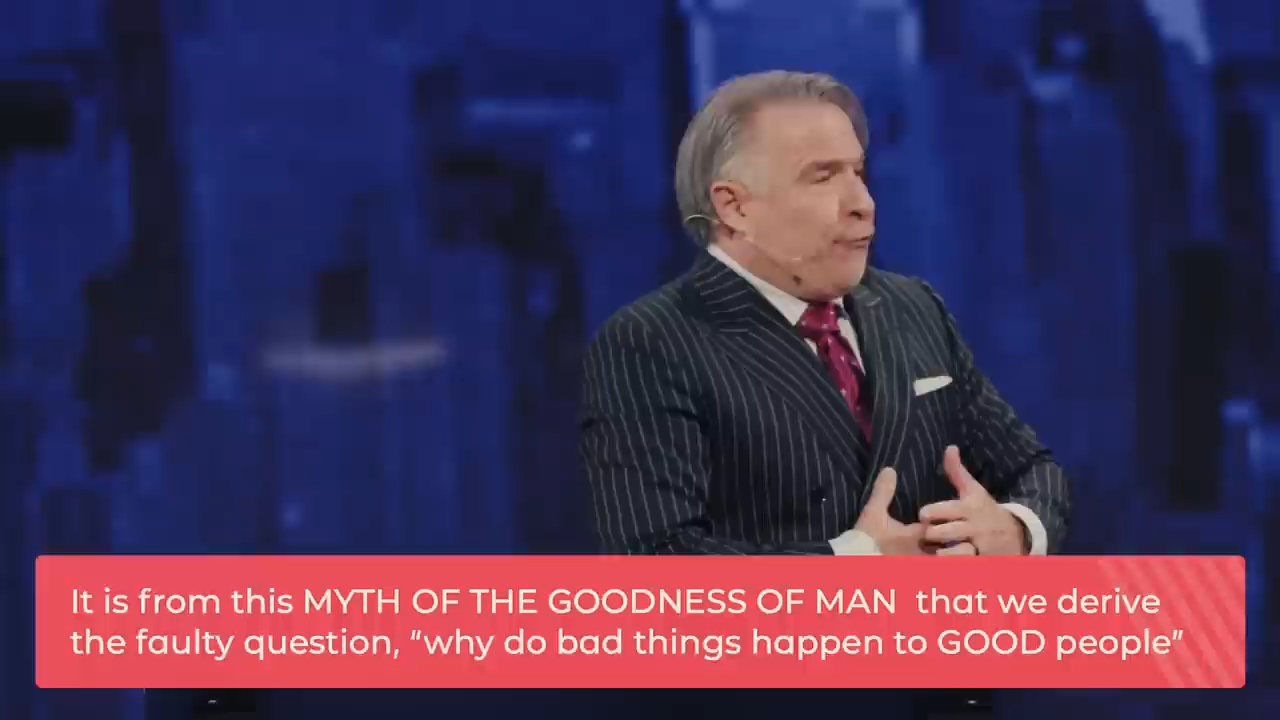 It is from this MYTH OF THE GOODNESS OF MAN that we derive
the faulty question, “why do bad things happen to GOOD people”